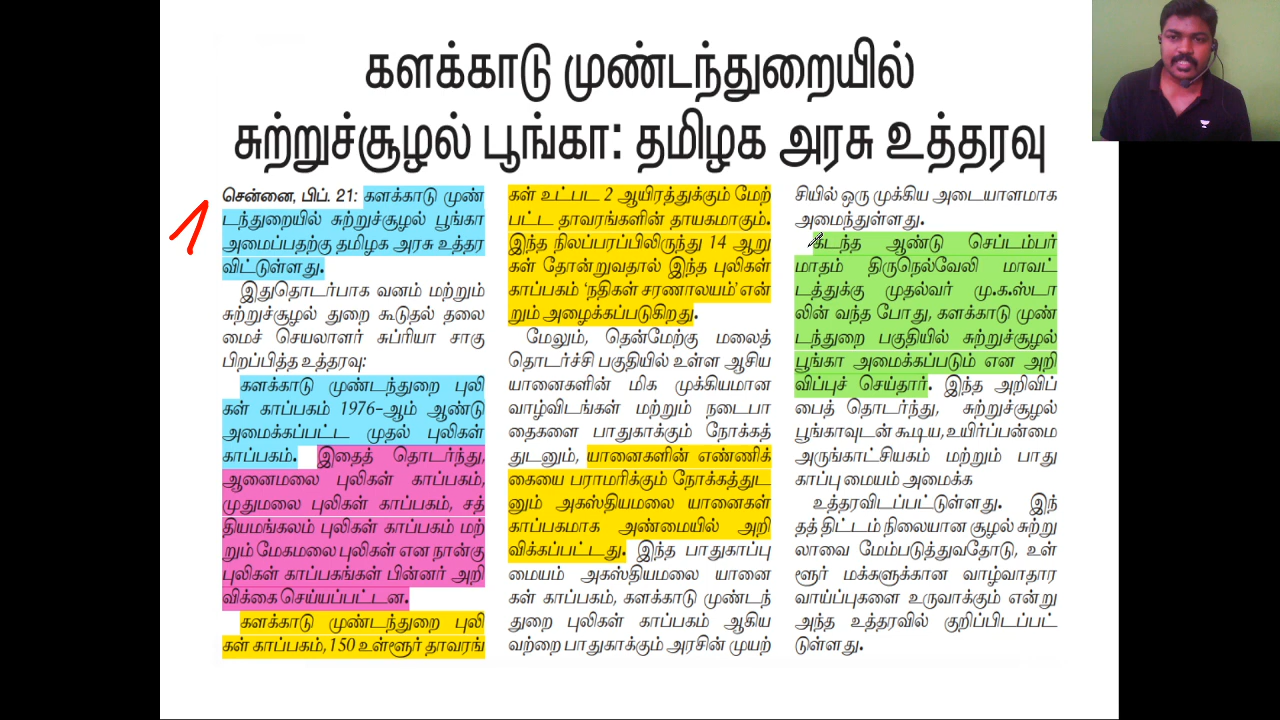 களக்காடு முண்டந்துறையில்
சுற்றுச்சூழல் பூங்கா: தமிழக அரசு உத்தரவு
சென்னை, பிப். 21: களக்காடு முண்
டந்துறையில் சுற்றுச்சூழல் பூங்கா
அமைப்பதற்கு தமிழக அரசு உத்தர
விட்டுள்ளது.
இதுதொடர்பாக வனம் மற்றும்
சுற்றுச்சூழல் துறை கூடுதல் தலை
மைச் செயலாளர் சுப்ரியா சாகு
பிறப்பித்த உத்தரவு:
களக்காடு முண்டந்துறை புலி
கள் காப்பகம் 1976-ஆம் ஆண்டு
அமைக்கப்பட்ட முதல் புலிகள்
காப்பகம். இதைத் தொடர்ந்து,
ஆனைமலை புலிகள் காப்பகம்,
முதுமலை புலிகள் காப்பகம், சத்
தியமங்கலம் புலிகள் காப்பகம் மற்
றும் மேகமலை புலிகள் என நான்கு
புலிகள் காப்பகங்கள் பின்னர் அறி
விக்கை செய்யப்பட்டன.
களக்காடு முண்டந்துறை புலி
கள் காப்பகம், 150 உள்ளூர் தாவரங்
கள் உட்பட 2 ஆயிரத்துக்கும் மேற்
பட்ட தாவரங்களின் தாயகமாகும்.
இந்த நிலப்பரப்பிலிருந்து 14 ஆறு
கள் தோன்றுவதால் இந்த புலிகள்
காப்பகம் ‘நதிகள் சரணாலயம்’ என்
றும் அழைக்கப்படுகிறது.
மேலும், தென்மேற்கு மலைத்
தொடர்ச்சி பகுதியில் உள்ள ஆசிய
யானைகளின் மிக முக்கியமான
வாழ்விடங்கள் மற்றும் நடைபா
தைகளை பாதுகாக்கும் நோக்கத்
துடனும், யானைகளின் எண்ணிக்
கையை பராமரிக்கும் நோக்கத்துட
னும் அகஸ்தியமலை யானைகள்
காப்பகமாக அண்மையில் அறி
விக்கப்பட்டது. இந்த பாதுகாப்பு
மையம் அகஸ்தியமலை யானை
கள் காப்பகம், களக்காடு முண்டந்
துறை புலிகள் காப்பகம் ஆகிய
வற்றை பாதுகாக்கும் அரசின் முயற்
சியில் ஒரு முக்கிய அடையாளமாக
அமைந்துள்ளது.
கடந்த ஆண்டு செப்டம்பர்
மாதம் திருநெல்வேலி மாவட்
டத்துக்கு முதல்வர் மு.க.ஸ்டா
லின் வந்த போது, களக்காடு முண்
டந்துறை பகுதியில் சுற்றுச்சூழல்
பூங்கா அமைக்கப்படும் என அறி
விப்புச் செய்தார். இந்த அறிவிப்
பைத் தொடர்ந்து, சுற்றுச்சூழல்
பூங்காவுடன் கூடிய, உயிர்ப்பன்மை
அருங்காட்சியகம் மற்றும் பாது
காப்பு மையம் அமைக்க
உத்தரவிடப்பட்டுள்ளது. இந்
தத் திட்டம் நிலையான சூழல் சுற்று
லாவை மேம்படுத்துவதோடு, உள்
ளூர் மக்களுக்கான வாழ்வாதார
வாய்ப்புகளை உருவாக்கும் என்று
அந்த உத்தரவில் குறிப்பிடப்பட்
டுள்ளது.